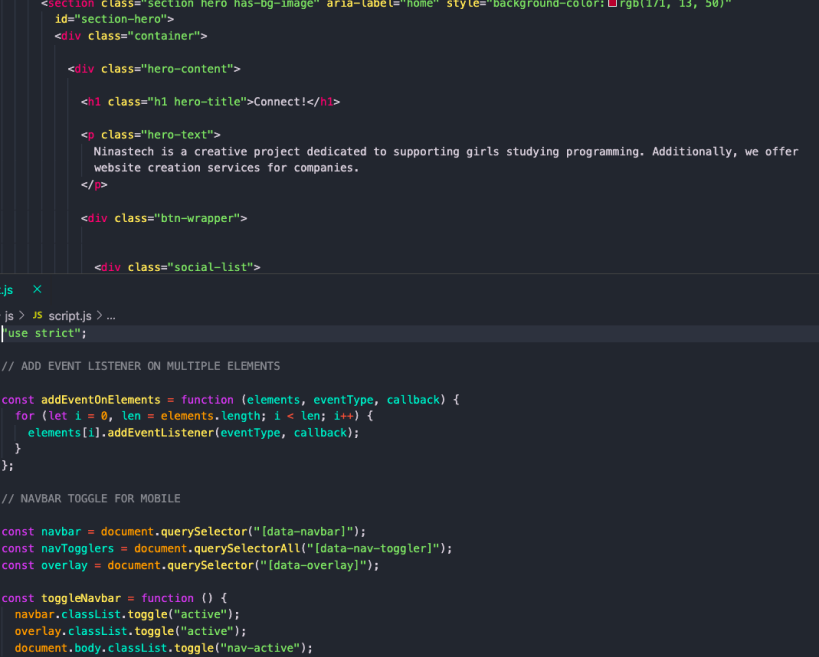 <section class="section hero has-bg-image" aria-label="home" style="background-color:rgb(171, 13, 50)"
id="section-hero">
<div class="container">
<div class="hero-content">
<h1 class="h1 hero-title">Connect!</h1>
<p class="hero-text">
Ninastech is a creative project dedicated to supporting girls studying programming. Additionally, we offer
website creation services for companies.
</p>
<div class="btn-wrapper">
<div class="social-list">
.js ×
js > JS script.js > ...
"use strict";
// ADD EVENT LISTENER ON MULTIPLE ELEMENTS
const addEventOnElements = function (elements, eventType, callback) {
for (let i = 0, len = elements.length; i < len; i++) {
elements[i].addEventListener(eventType, callback);
}
};
// NAVBAR TOGGLE FOR MOBILE
const navbar = document.querySelector("[data-navbar]");
const navTogglers = document.querySelectorAll("[data-nav-toggler]");
const overlay = document.querySelector("[data-overlay]");
const toggleNavbar = function () {
navbar.classList.toggle("active");
overlay.classList.toggle("active");
document.body.classList.toggle("nav-active");